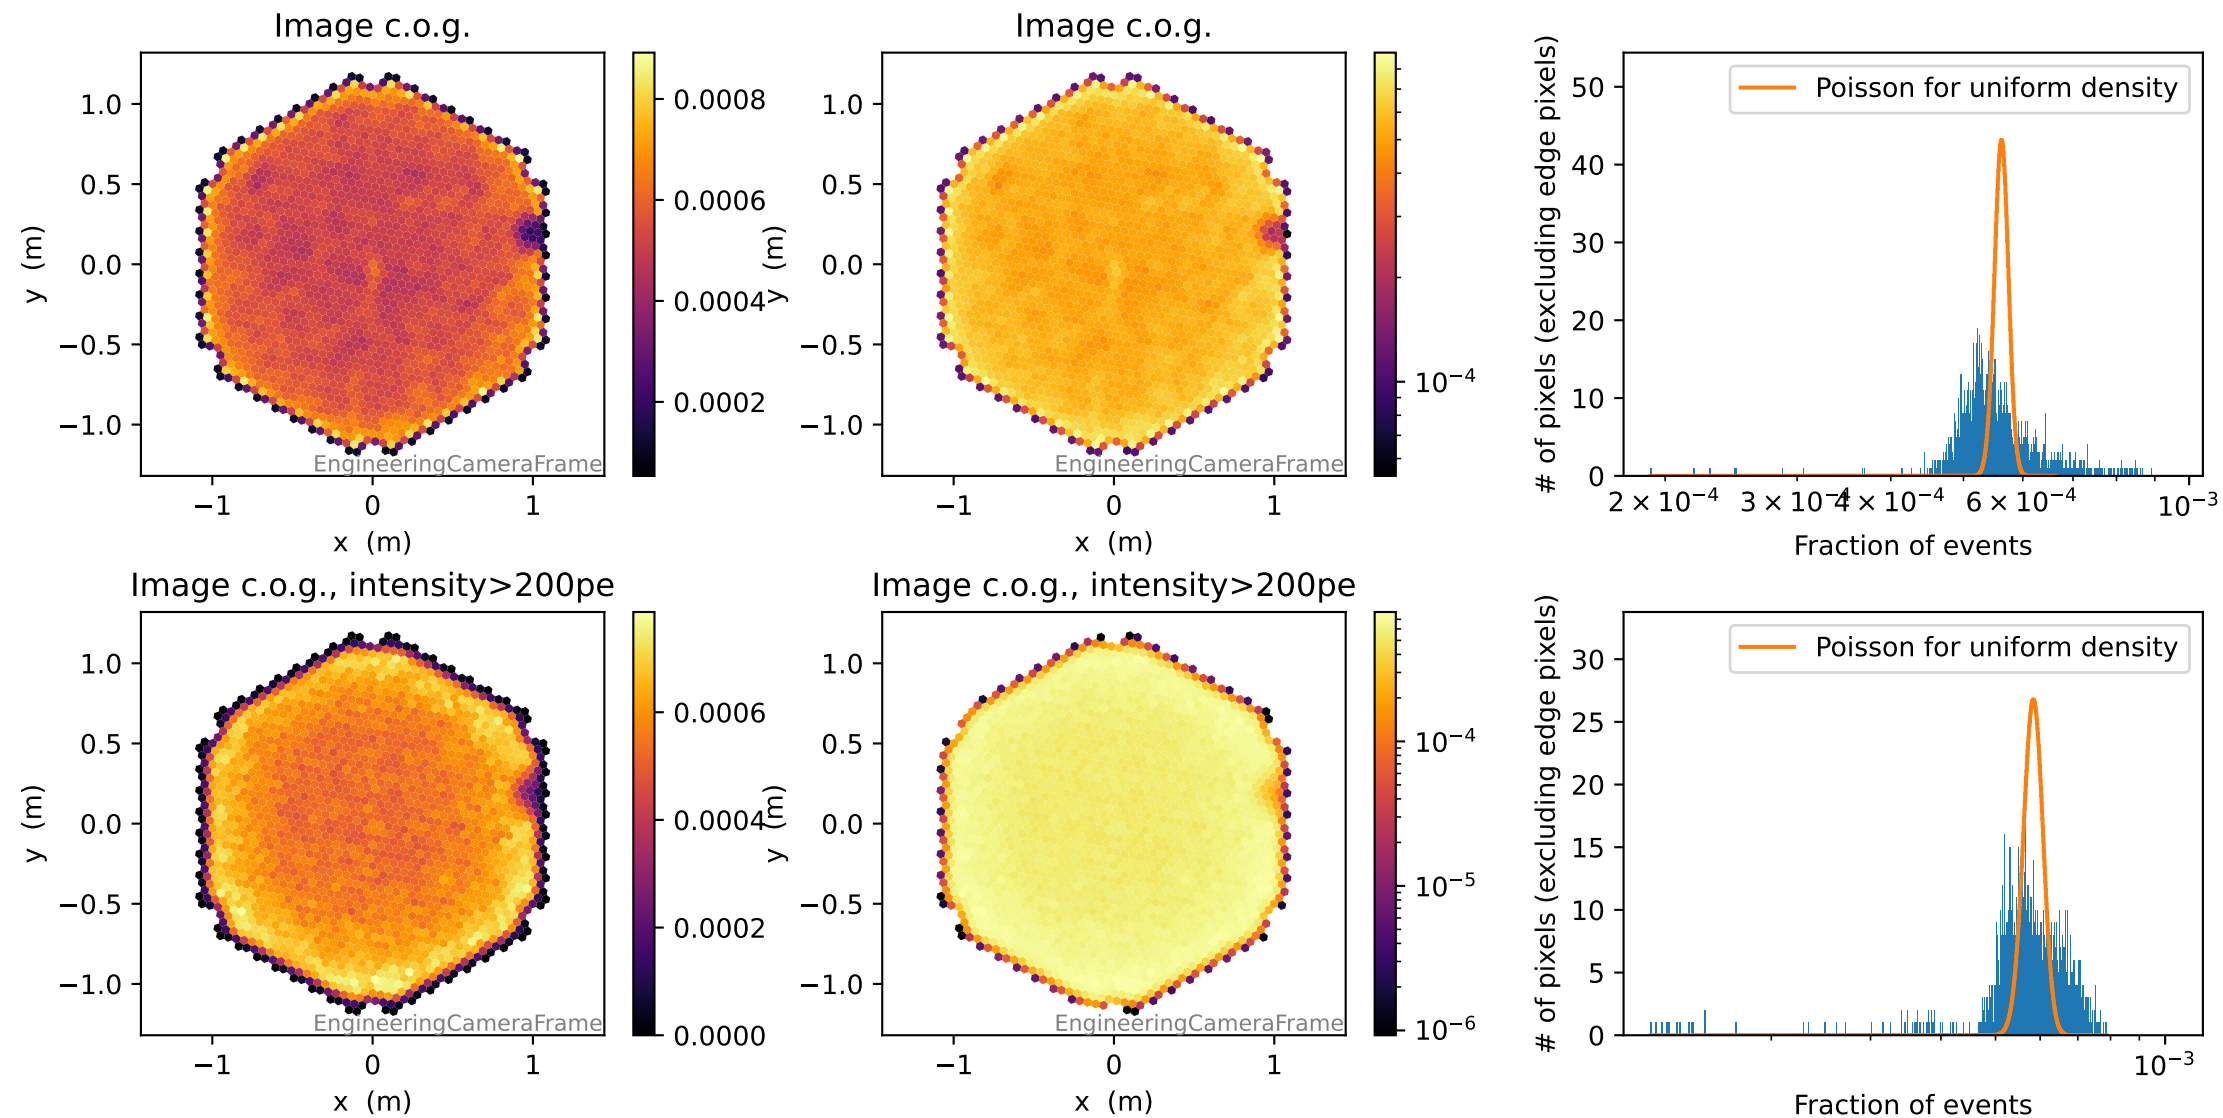 Image c.o.g.
1.0
0.5
0.0
−0.5
−1.0
y (m)
−1
0
1
x (m)
EngineeringCameraFrame
0.0008
0.0006
0.0004
0.0002
Image c.o.g.
1.0
0.5
0.0
−0.5
−1.0
y (m)
−1
0
1
x (m)
EngineeringCameraFrame
10⁻⁴
# of pixels (excluding edge pixels)
50
40
30
20
10
0
Poisson for uniform density
2 × 10⁻⁴
3 × 10⁻⁴
4 × 10⁻⁴
6 × 10⁻⁴
10⁻³
Fraction of events
Image c.o.g., intensity>200pe
1.0
0.5
0.0
−0.5
−1.0
y (m)
−1
0
1
x (m)
EngineeringCameraFrame
0.0006
0.0004
0.0002
0.0000
Image c.o.g., intensity>200pe
1.0
0.5
0.0
−0.5
−1.0
y (m)
−1
0
1
x (m)
EngineeringCameraFrame
10⁻⁴
10⁻⁵
10⁻⁶
# of pixels (excluding edge pixels)
30
25
20
15
10
5
0
Poisson for uniform density
10⁻³
Fraction of events